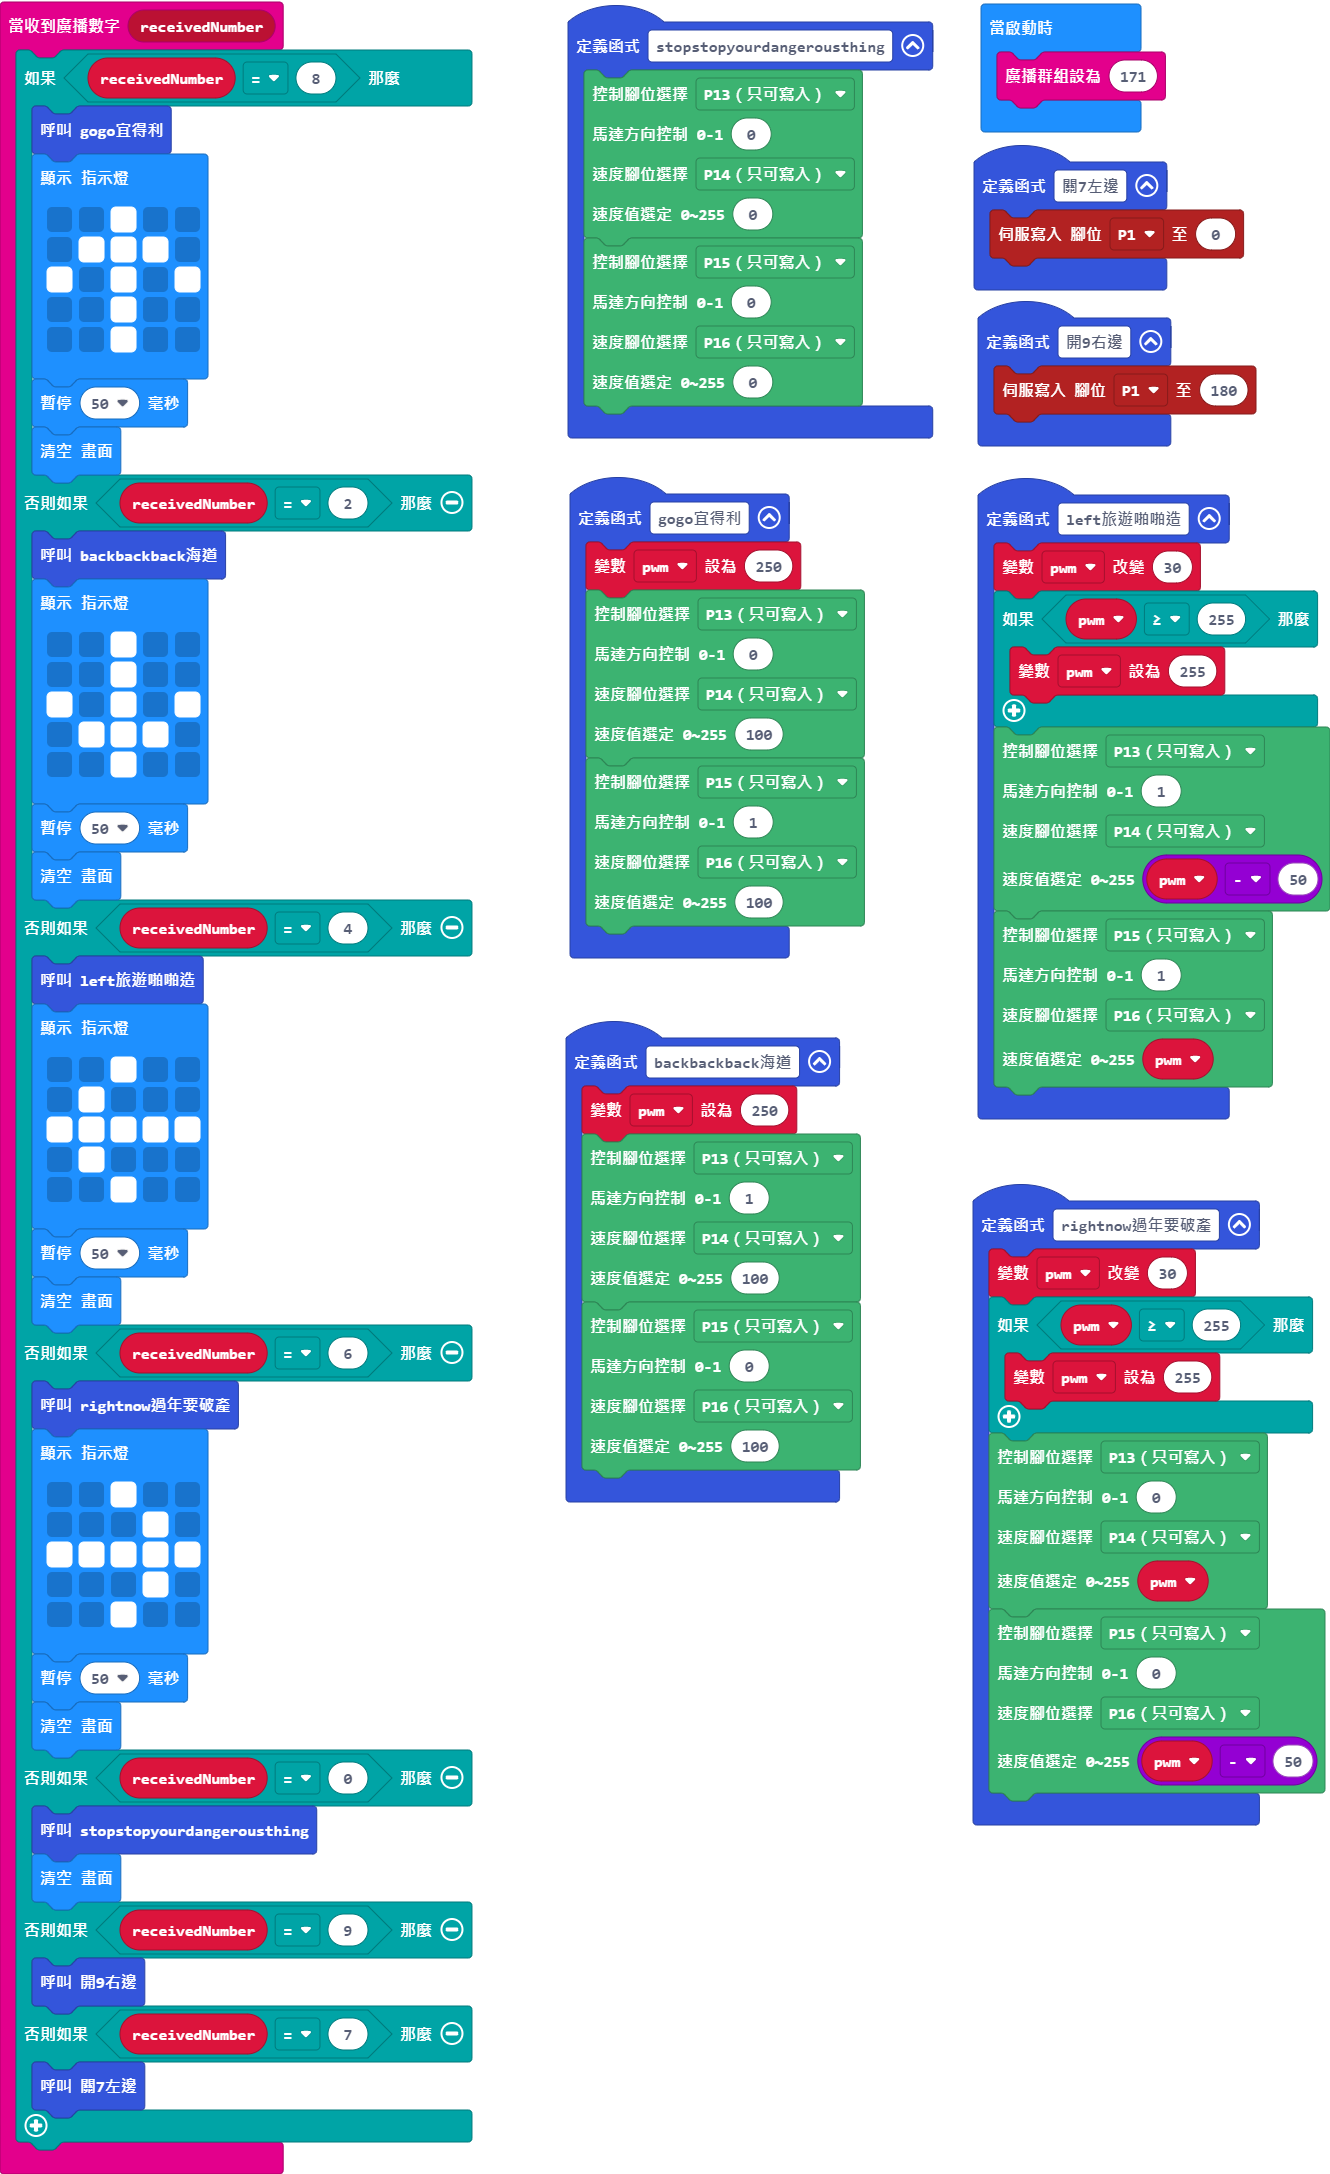 當收到廣播數字 receivedNumber
如果 receivedNumber = 8 那麼
呼叫 gogo宜得利
顯示 指示燈
暫停 50 毫秒
清空 畫面
否則如果 receivedNumber = 2 那麼
呼叫 backbackback海道
顯示 指示燈
暫停 50 毫秒
清空 畫面
否則如果 receivedNumber = 4 那麼
呼叫 left旅遊啪啪造
顯示 指示燈
暫停 50 毫秒
清空 畫面
否則如果 receivedNumber = 6 那麼
呼叫 rightnow過年要破產
顯示 指示燈
暫停 50 毫秒
清空 畫面
否則如果 receivedNumber = 0 那麼
呼叫 stopstopyourdangerousthing
清空 畫面
否則如果 receivedNumber = 9 那麼
呼叫 開9右邊
否則如果 receivedNumber = 7 那麼
呼叫 關7左邊
定義函式 stopstopyourdangerousthing
控制腳位選擇 P13(只可寫入)
馬達方向控制 0-1 0
速度腳位選擇 P14(只可寫入)
速度值選定 0~255 0
控制腳位選擇 P15(只可寫入)
馬達方向控制 0-1 0
速度腳位選擇 P16(只可寫入)
速度值選定 0~255 0
定義函式 gogo宜得利
變數 pwm 設為 250
控制腳位選擇 P13(只可寫入)
馬達方向控制 0-1 0
速度腳位選擇 P14(只可寫入)
速度值選定 0~255 100
控制腳位選擇 P15(只可寫入)
馬達方向控制 0-1 1
速度腳位選擇 P16(只可寫入)
速度值選定 0~255 100
定義函式 backbackback海道
變數 pwm 設為 250
控制腳位選擇 P13(只可寫入)
馬達方向控制 0-1 1
速度腳位選擇 P14(只可寫入)
速度值選定 0~255 100
控制腳位選擇 P15(只可寫入)
馬達方向控制 0-1 0
速度腳位選擇 P16(只可寫入)
速度值選定 0~255 100
當啟動時
廣播群組設為 171
定義函式 關7左邊
伺服寫入 腳位 P1 至 0
定義函式 開9右邊
伺服寫入 腳位 P1 至 180
定義函式 left旅遊啪啪造
變數 pwm 改變 30
如果 pwm ≥ 255 那麼
變數 pwm 設為 255
控制腳位選擇 P13(只可寫入)
馬達方向控制 0-1 1
速度腳位選擇 P14(只可寫入)
速度值選定 0~255 pwm - 50
控制腳位選擇 P15(只可寫入)
馬達方向控制 0-1 1
速度腳位選擇 P16(只可寫入)
速度值選定 0~255 pwm
定義函式 rightnow過年要破產
變數 pwm 改變 30
如果 pwm ≥ 255 那麼
變數 pwm 設為 255
控制腳位選擇 P13(只可寫入)
馬達方向控制 0-1 0
速度腳位選擇 P14(只可寫入)
速度值選定 0~255 pwm
控制腳位選擇 P15(只可寫入)
馬達方向控制 0-1 0
速度腳位選擇 P16(只可寫入)
速度值選定 0~255 pwm - 50